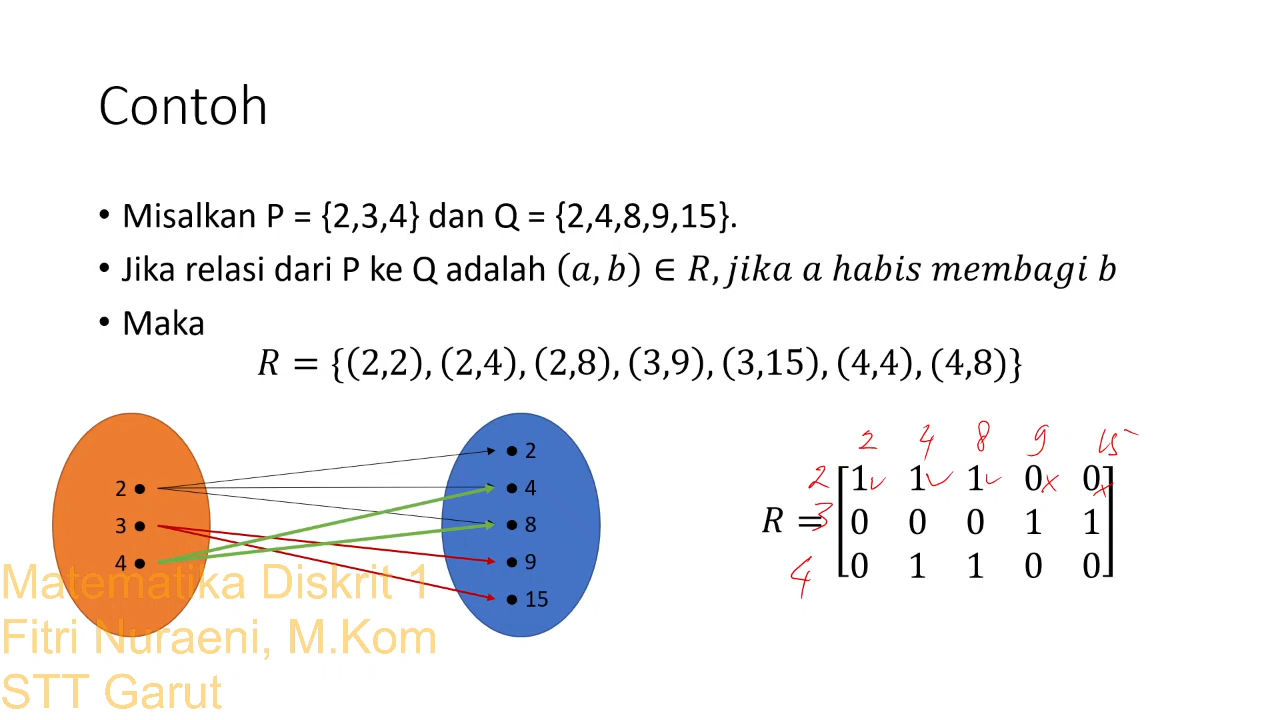 Contoh
• Misalkan P = {2,3,4} dan Q = {2,4,8,9,15}.
• Jika relasi dari P ke Q adalah (a, b) ∈ R, jika a habis membagi b
• Maka
R = {(2,2), (2,4), (2,8), (3,9), (3,15), (4,4), (4,8)}
2 ●
3 ●
4 ●
● 2
● 4
● 8
● 9
● 15
2 4 8 9 15
2 1✓ 1✓ 1✓ 0× 0×
R = 3 0 0 0 1 1
4 0 1 1 0 0
Matematika Diskrit 1
Fitri Nuraeni, M.Kom
STT Garut